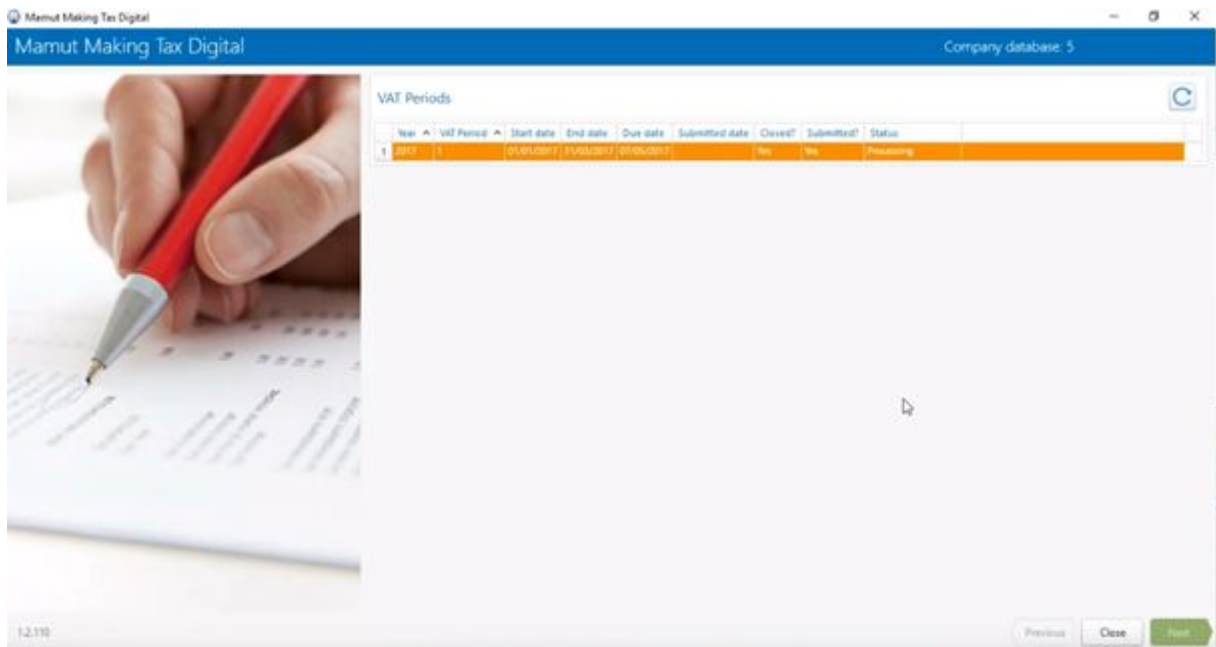 Mamut Making Tax Digital
Mamut Making Tax Digital Company database: 5
VAT Periods
Year VAT Period Start date End date Due date Submitted date Closed? Submitted? Status
1 2017 1 01/01/2017 31/03/2017 07/05/2017 Yes Yes Processing
1.2.110 Previous Close Next